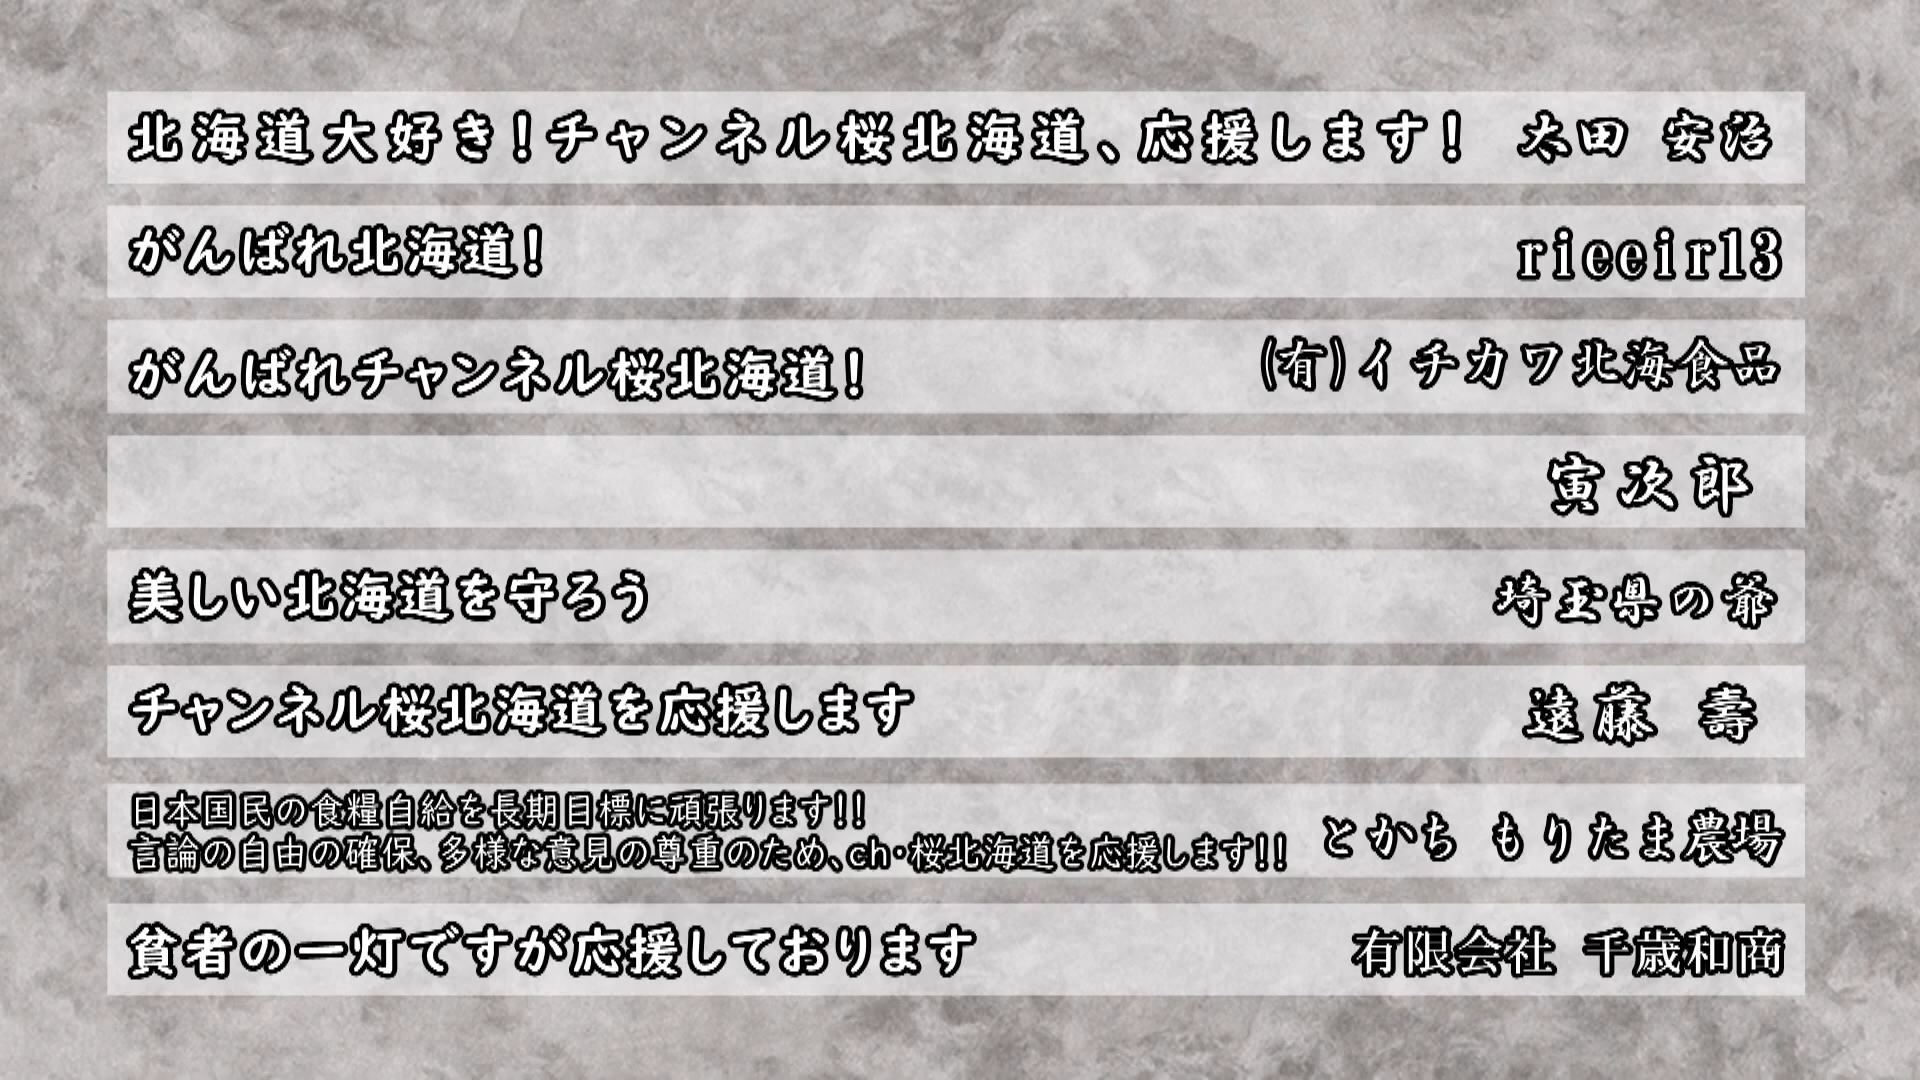 北海道大好き！チャンネル桜北海道、応援します！ 太田 安治
がんばれ北海道！ rieeir13
がんばれチャンネル桜北海道！ (有)イチカワ北海食品
寅次郎
美しい北海道を守ろう 埼玉県の爺
チャンネル桜北海道を応援します 遠藤 壽
日本国民の食糧自給を長期目標に頑張ります!!
言論の自由の確保、多様な意見の尊重のため、ch・桜北海道を応援します!! とかち もりたま農場
貧者の一灯ですが応援しております 有限会社 千歳和商